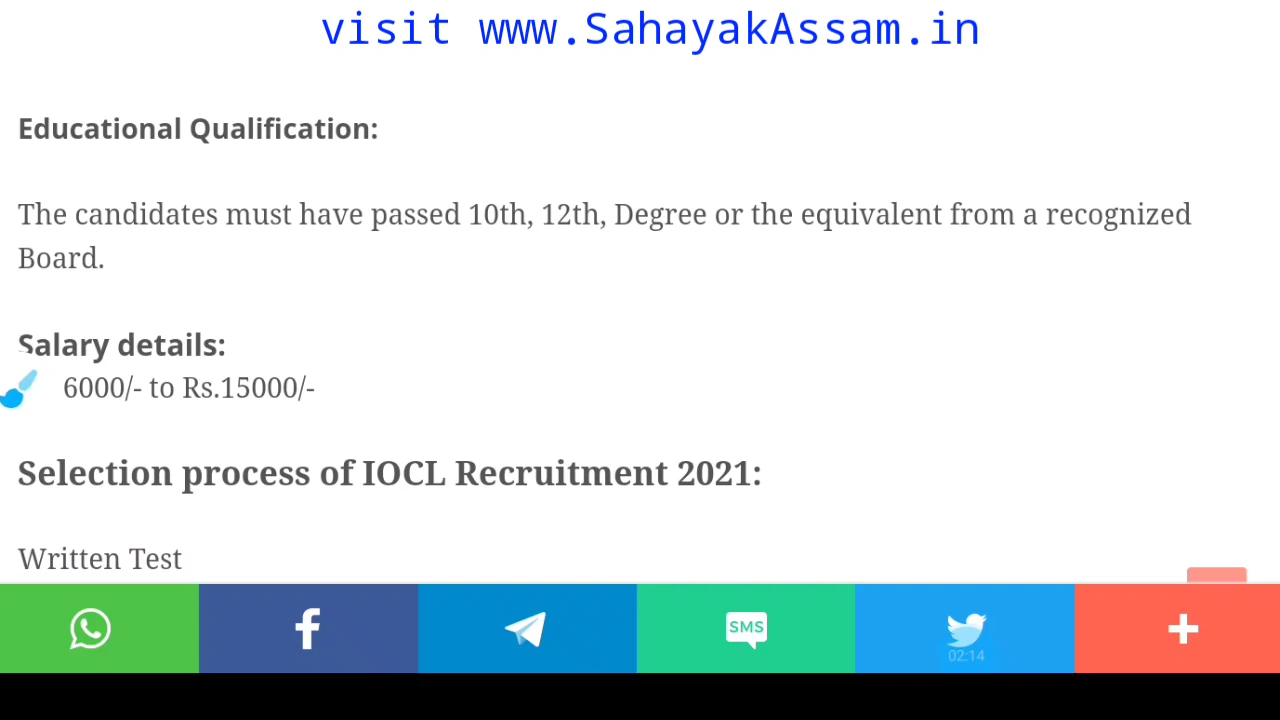 visit www.SahayakAssam.in
Educational Qualification:
The candidates must have passed 10th, 12th, Degree or the equivalent from a recognized
Board.
Salary details:
6000/- to Rs.15000/-
Selection process of IOCL Recruitment 2021:
Written Test
SMS
02:14